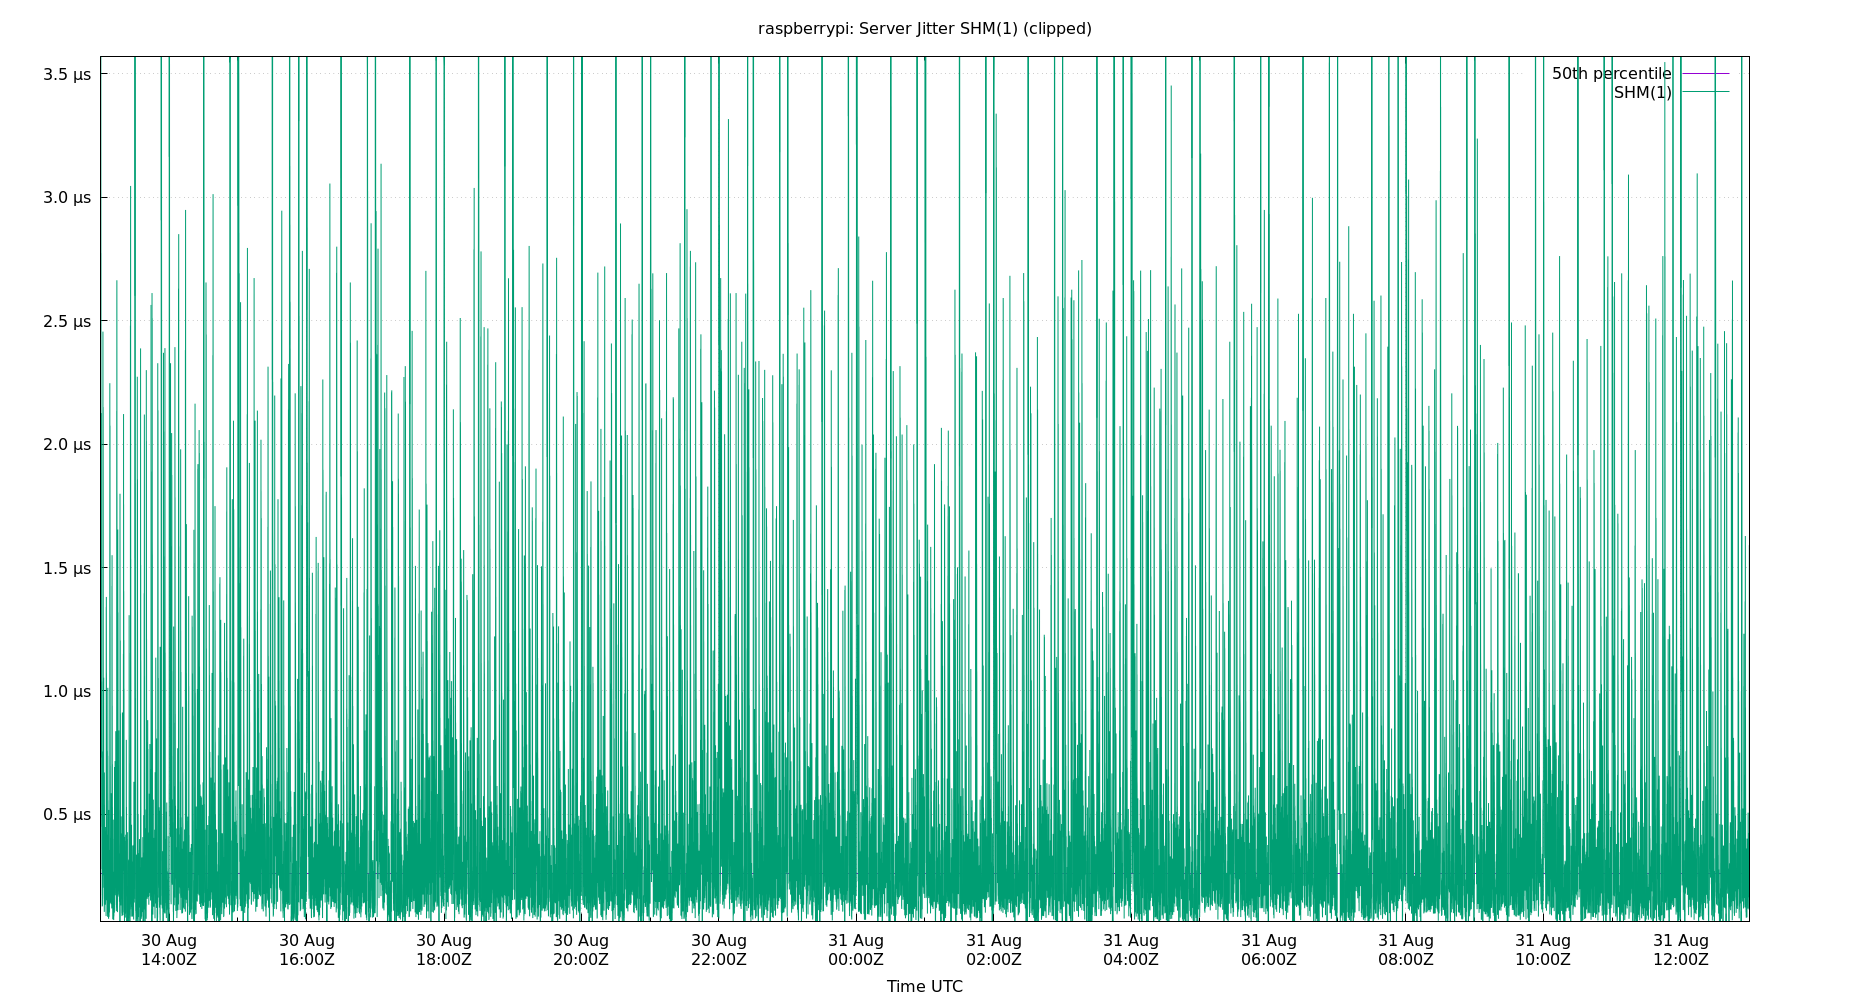 raspberrypi: Server Jitter SHM(1) (clipped)
3.5 µs
3.0 µs
2.5 µs
2.0 µs
1.5 µs
1.0 µs
0.5 µs
50th percentile
SHM(1)
30 Aug 30 Aug 30 Aug 30 Aug 30 Aug 31 Aug 31 Aug 31 Aug 31 Aug 31 Aug 31 Aug 31 Aug
14:00Z 16:00Z 18:00Z 20:00Z 22:00Z 00:00Z 02:00Z 04:00Z 06:00Z 08:00Z 10:00Z 12:00Z
Time UTC